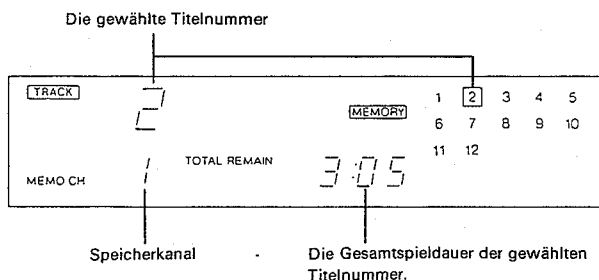 Die gewählte Titelnummer
TRACK
2
MEMORY
1 2 3 4 5
6 7 8 9 10
11 12
MEMO CH
1
TOTAL REMAIN
3:05
Speicherkanal
Die Gesamtspieldauer der gewählten
Titelnummer.